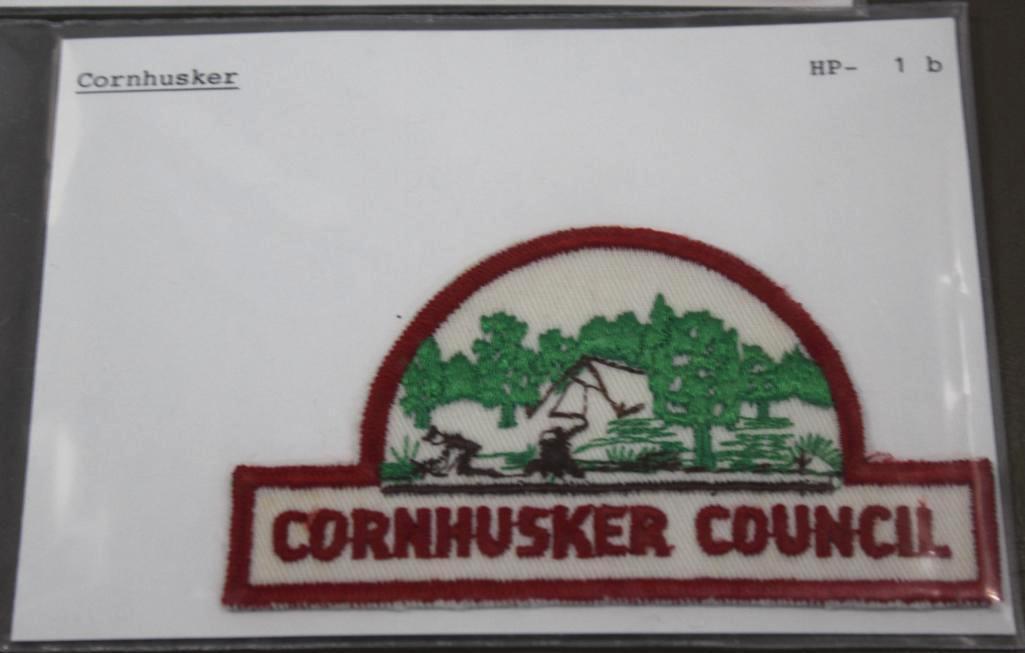 Cornhusker HP- 1 b
CORNHUSKER COUNCIL